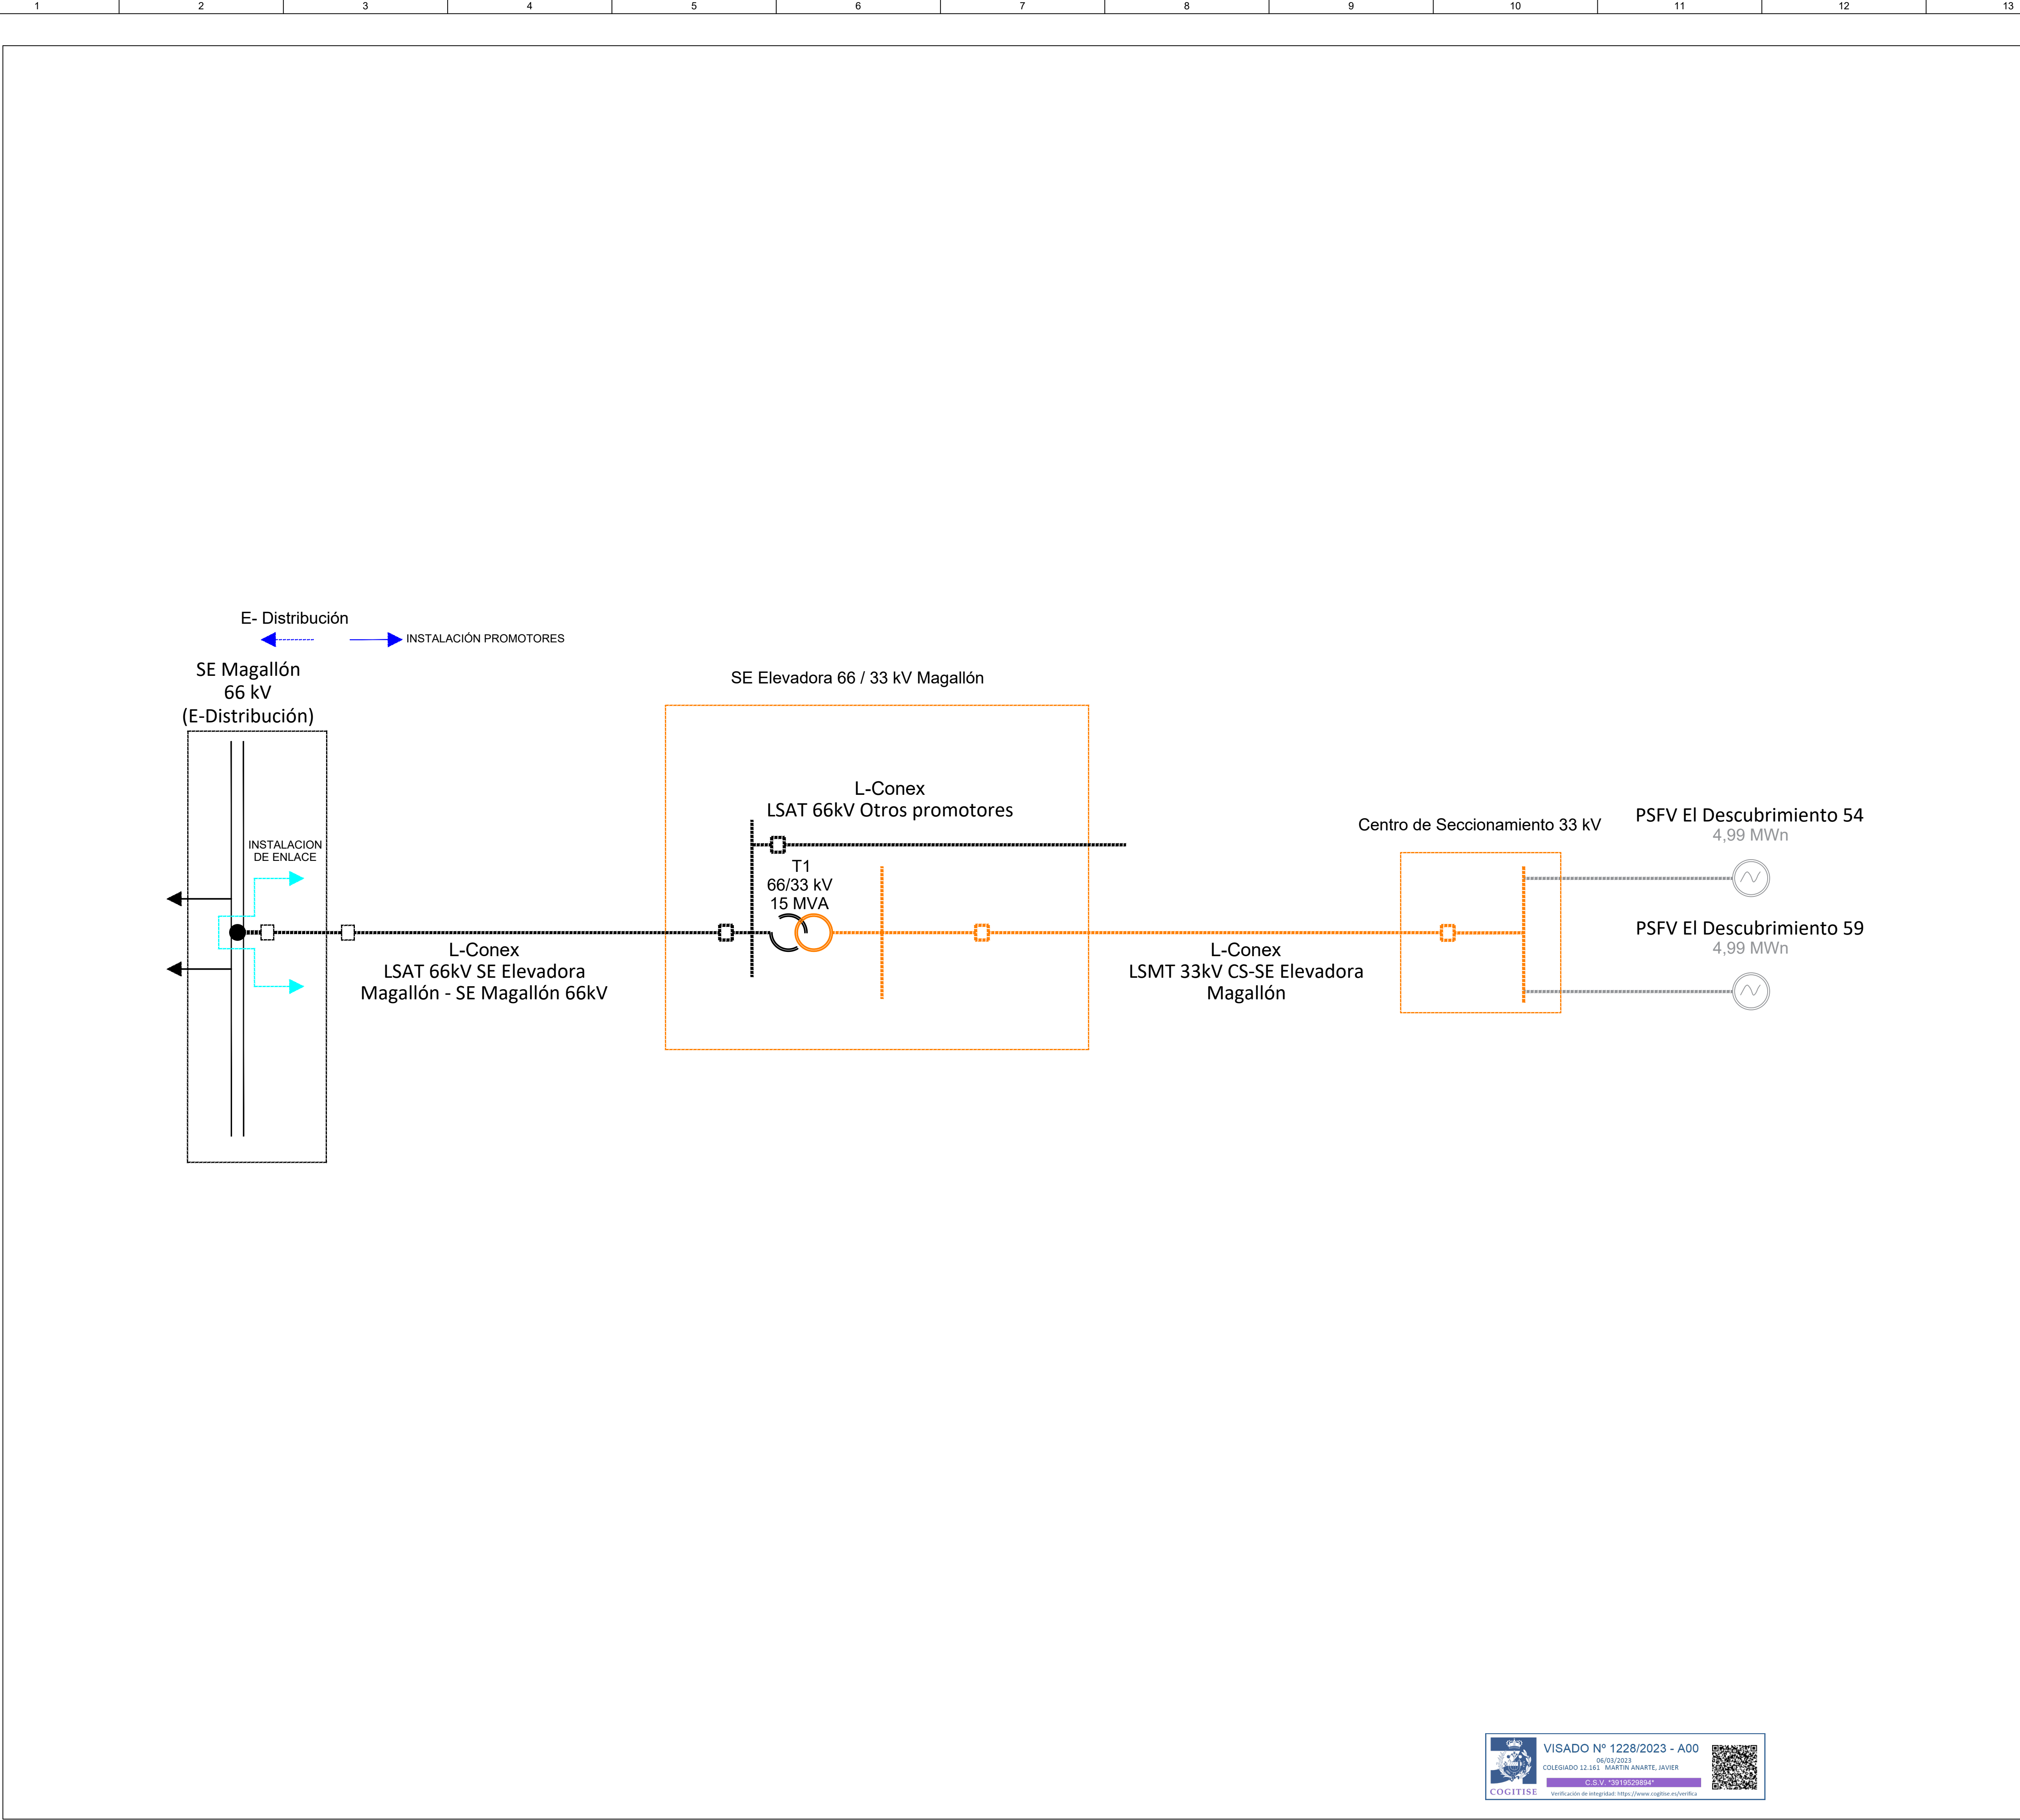 1 2 3 4 5 6 7 8 9 10 11 12 13
E- Distribución
INSTALACIÓN PROMOTORES
SE Magallón
66 kV
(E-Distribución)
INSTALACION
DE ENLACE
L-Conex
LSAT 66kV SE Elevadora
Magallón - SE Magallón 66kV
SE Elevadora 66 / 33 kV Magallón
L-Conex
LSAT 66kV Otros promotores
T1
66/33 kV
15 MVA
L-Conex
LSMT 33kV CS-SE Elevadora
Magallón
Centro de Seccionamiento 33 kV
PSFV El Descubrimiento 54
4,99 MWn
PSFV El Descubrimiento 59
4,99 MWn
COGITISE
VISADO Nº 1228/2023 - A00
06/03/2023
COLEGIADO 12.161 MARTIN ANARTE, JAVIER
C.S.V. *3919529894*
Verificación de integridad: https://www.cogitise.es/verifica